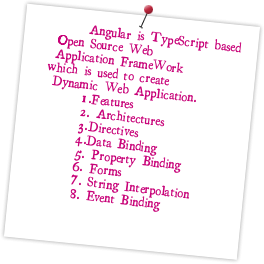 Angular is TypeScript based
Open Source Web
Application FrameWork
which is used to create
Dynamic Web Application.
1.Features
2. Architectures
3.Directives
4.Data Binding
5. Property Binding
6. Forms
7. String Interpolation
8. Event Binding